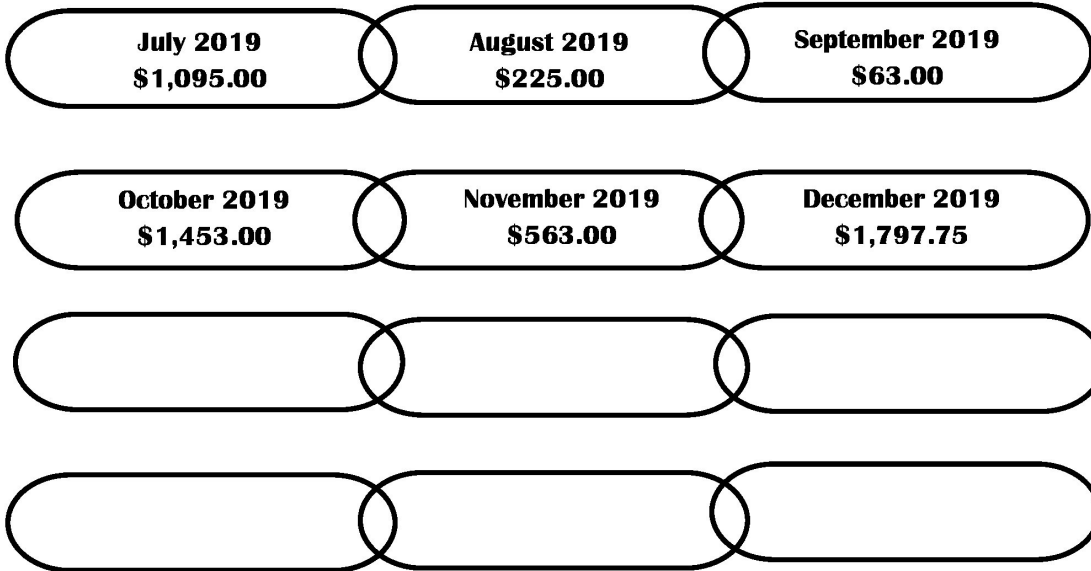 July 2019
$1,095.00
August 2019
$225.00
September 2019
$63.00
October 2019
$1,453.00
November 2019
$563.00
December 2019
$1,797.75